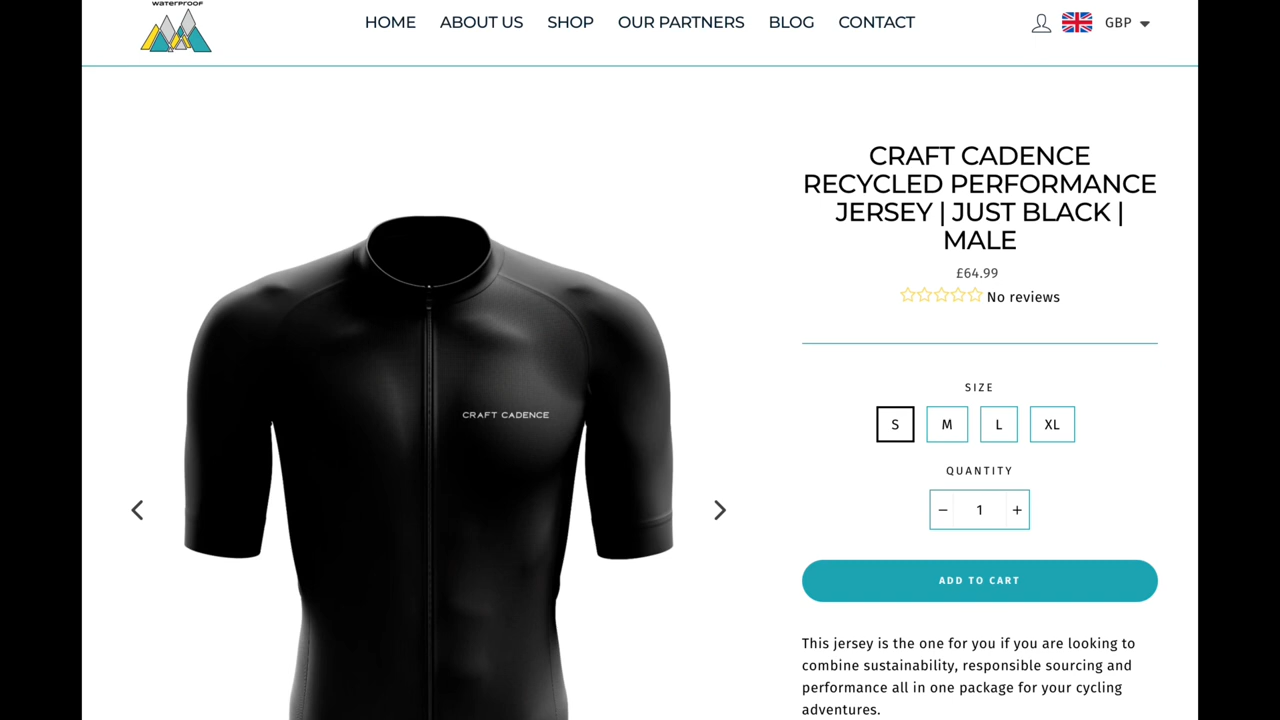 waterproof
HOME ABOUT US SHOP OUR PARTNERS BLOG CONTACT
GBP
CRAFT CADENCE
RECYCLED PERFORMANCE
JERSEY | JUST BLACK |
MALE
£64.99
No reviews
SIZE
S M L XL
QUANTITY
− 1 +
ADD TO CART
This jersey is the one for you if you are looking to
combine sustainability, responsible sourcing and
performance all in one package for your cycling
adventures.
CRAFT CADENCE